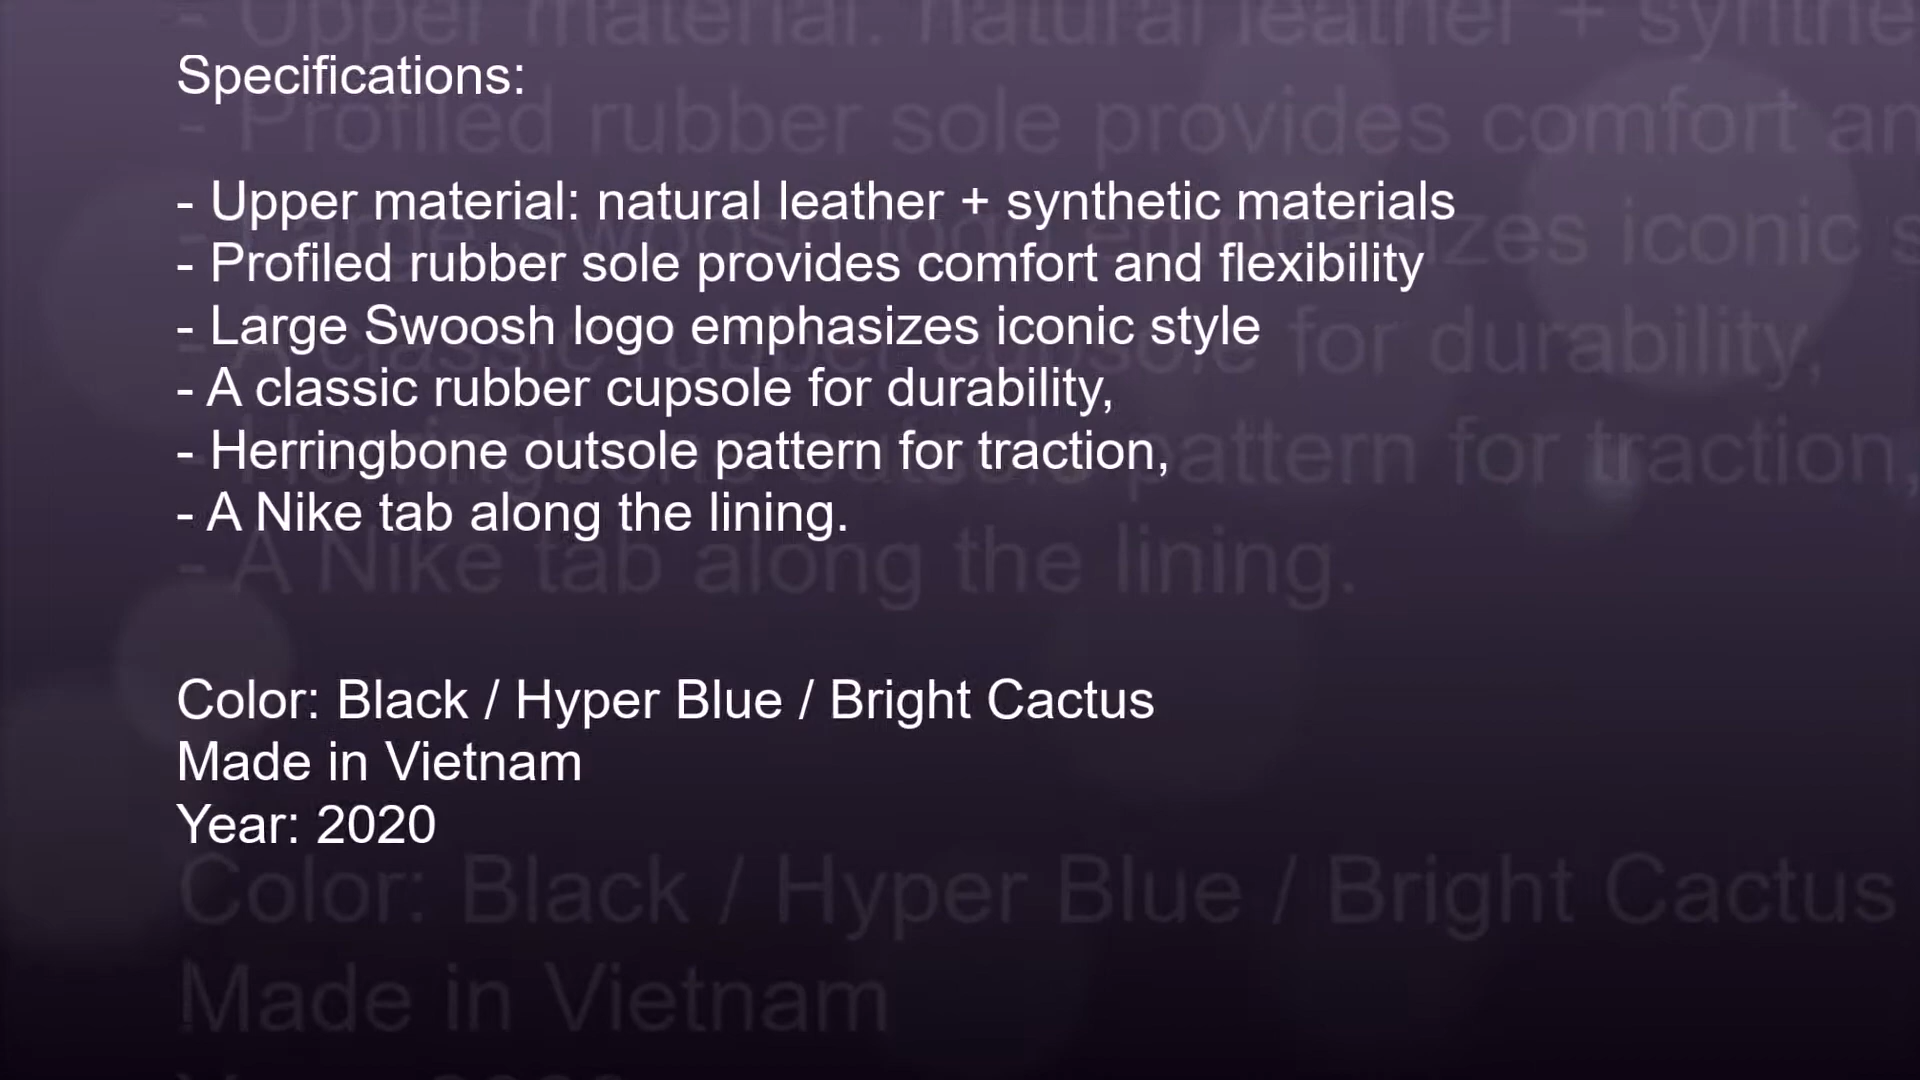 Specifications:
- Upper material: natural leather + synthetic materials
- Profiled rubber sole provides comfort and flexibility
- Large Swoosh logo emphasizes iconic style
- A classic rubber cupsole for durability,
- Herringbone outsole pattern for traction,
- A Nike tab along the lining.
Color: Black / Hyper Blue / Bright Cactus
Made in Vietnam
Year: 2020